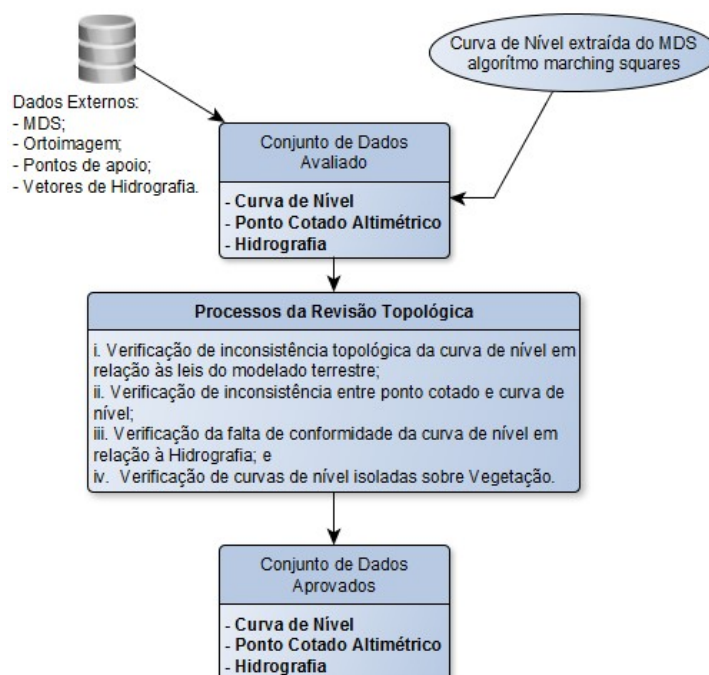 Curva de Nível extraída do MDS
algorítmo marching squares
Dados Externos:
- MDS;
- Ortoimagem;
- Pontos de apoio;
- Vetores de Hidrografia.
Conjunto de Dados
Avaliado
- Curva de Nível
- Ponto Cotado Altimétrico
- Hidrografia
Processos da Revisão Topológica
i. Verificação de inconsistência topológica da curva de nível em
relação às leis do modelado terrestre;
ii. Verificação de inconsistência entre ponto cotado e curva de
nível;
iii. Verificação da falta de conformidade da curva de nível em
relação à Hidrografia; e
iv. Verificação de curvas de nível isoladas sobre Vegetação.
Conjunto de Dados
Aprovados
- Curva de Nível
- Ponto Cotado Altimétrico
- Hidrografia